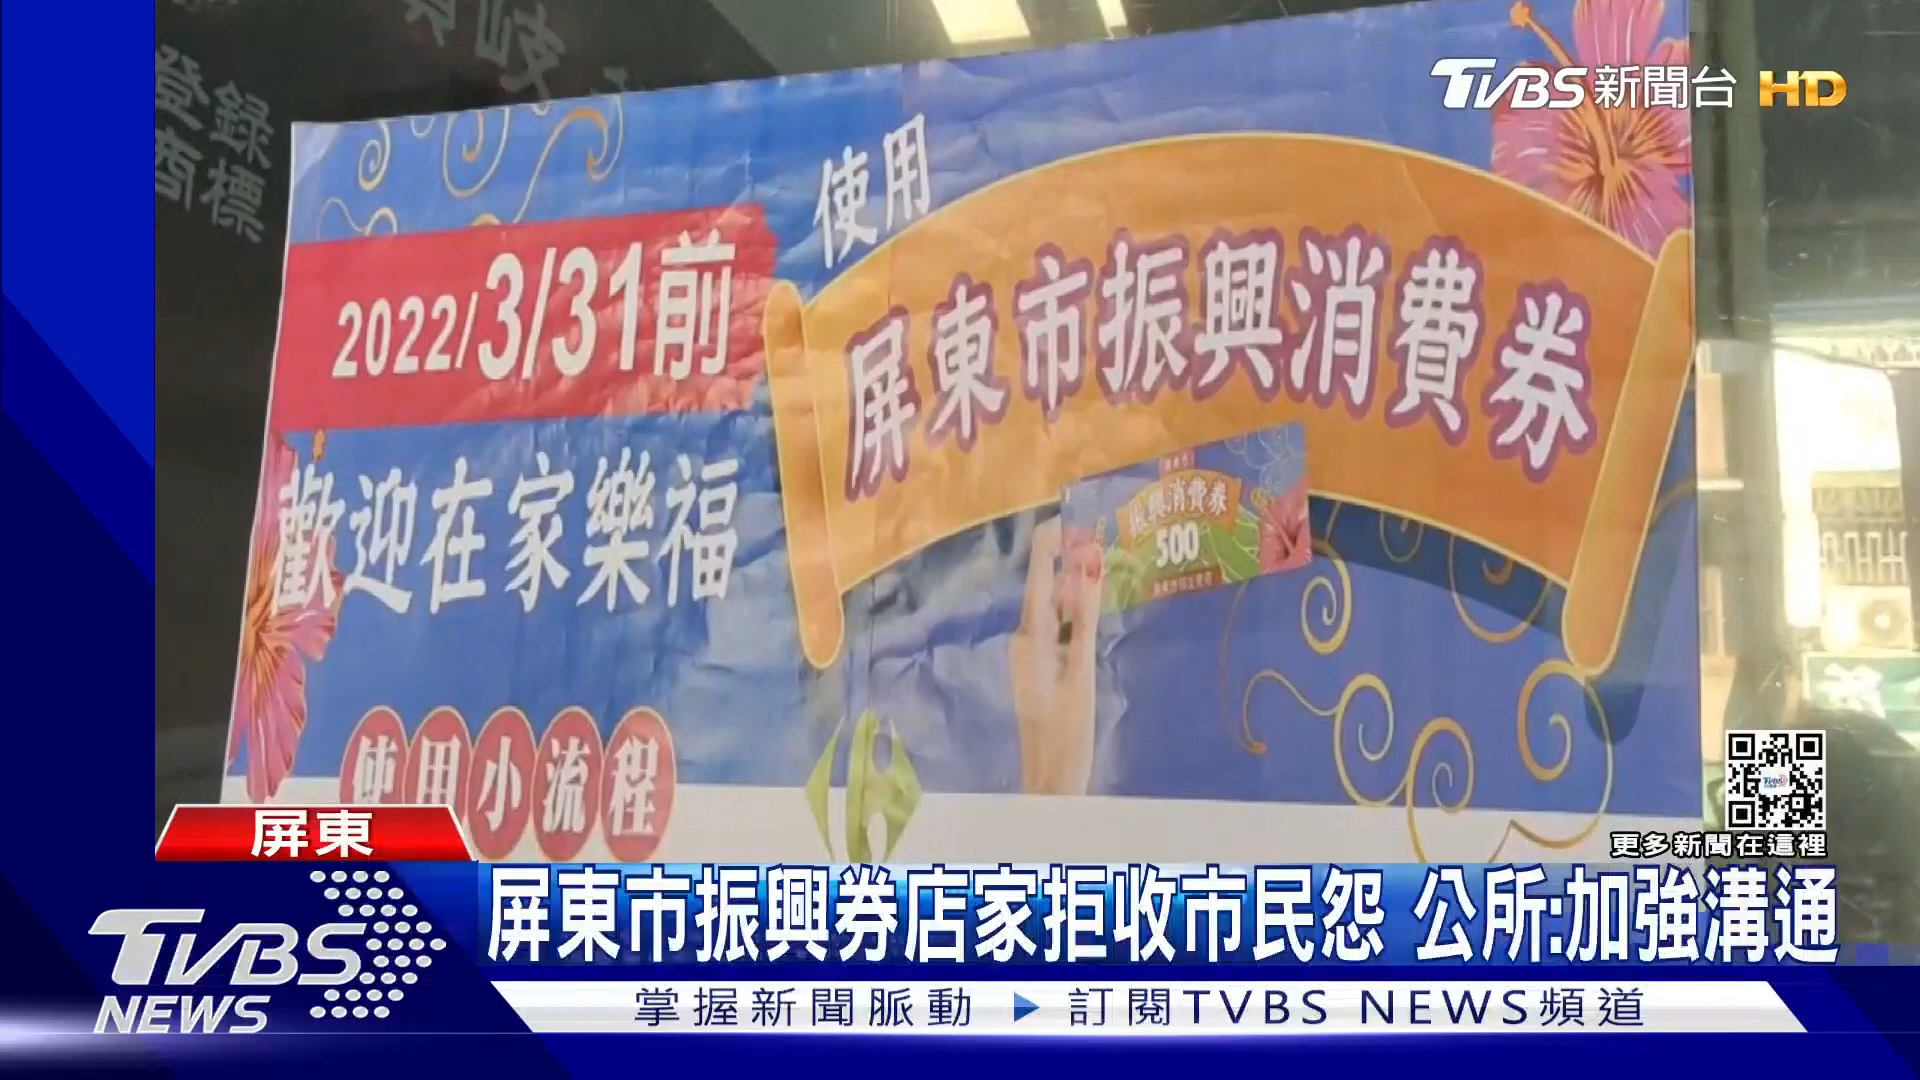 登錄
商標
TVBS新聞台 HD
使用
屏東市振興消費券
2022/3/31前
歡迎在家樂福
振興消費券
500
使用小流程
更多新聞在這裡
屏東
屏東市振興券店家拒收市民怨 公所:加強溝通
TVBS NEWS
掌握新聞脈動 ▶ 訂閱TVBS NEWS頻道